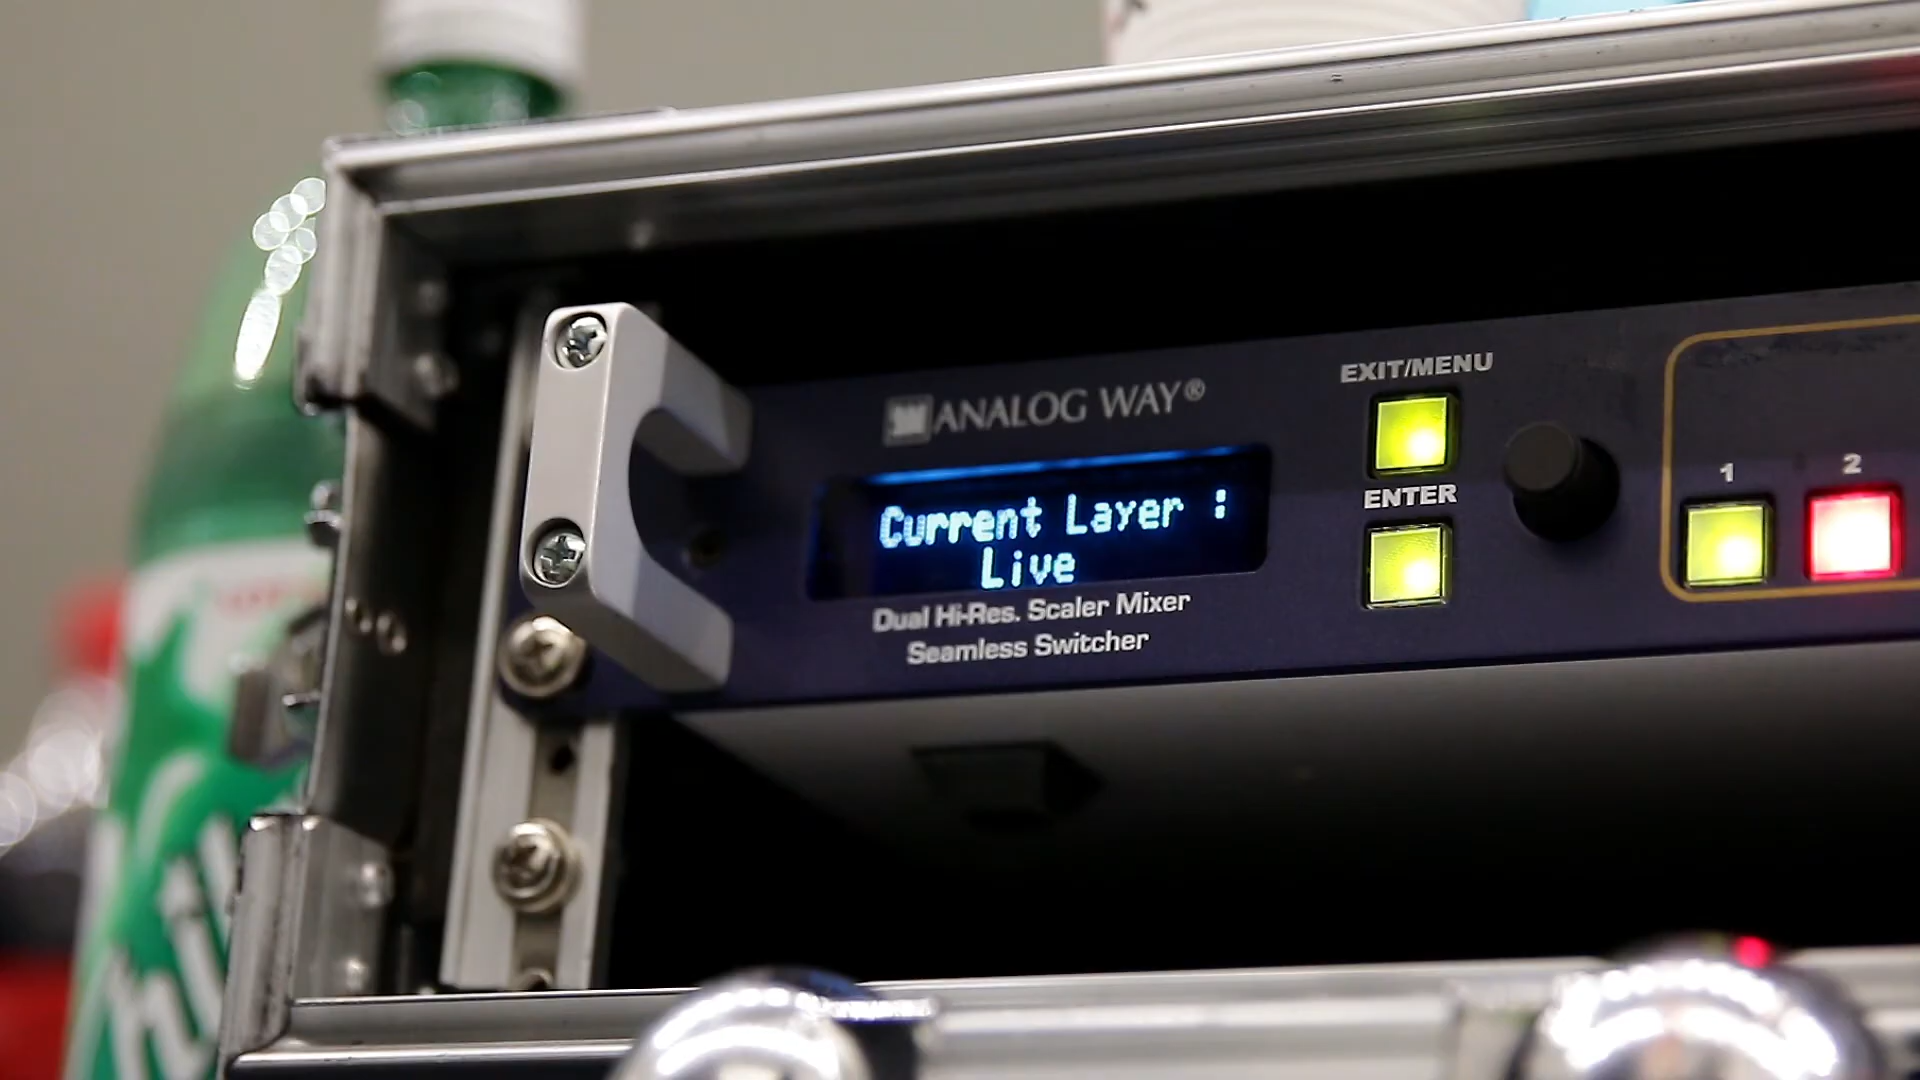 ANALOG WAY®
Current Layer :
Live
Dual Hi-Res. Scaler Mixer
Seamless Switcher
EXIT/MENU
ENTER
1
2